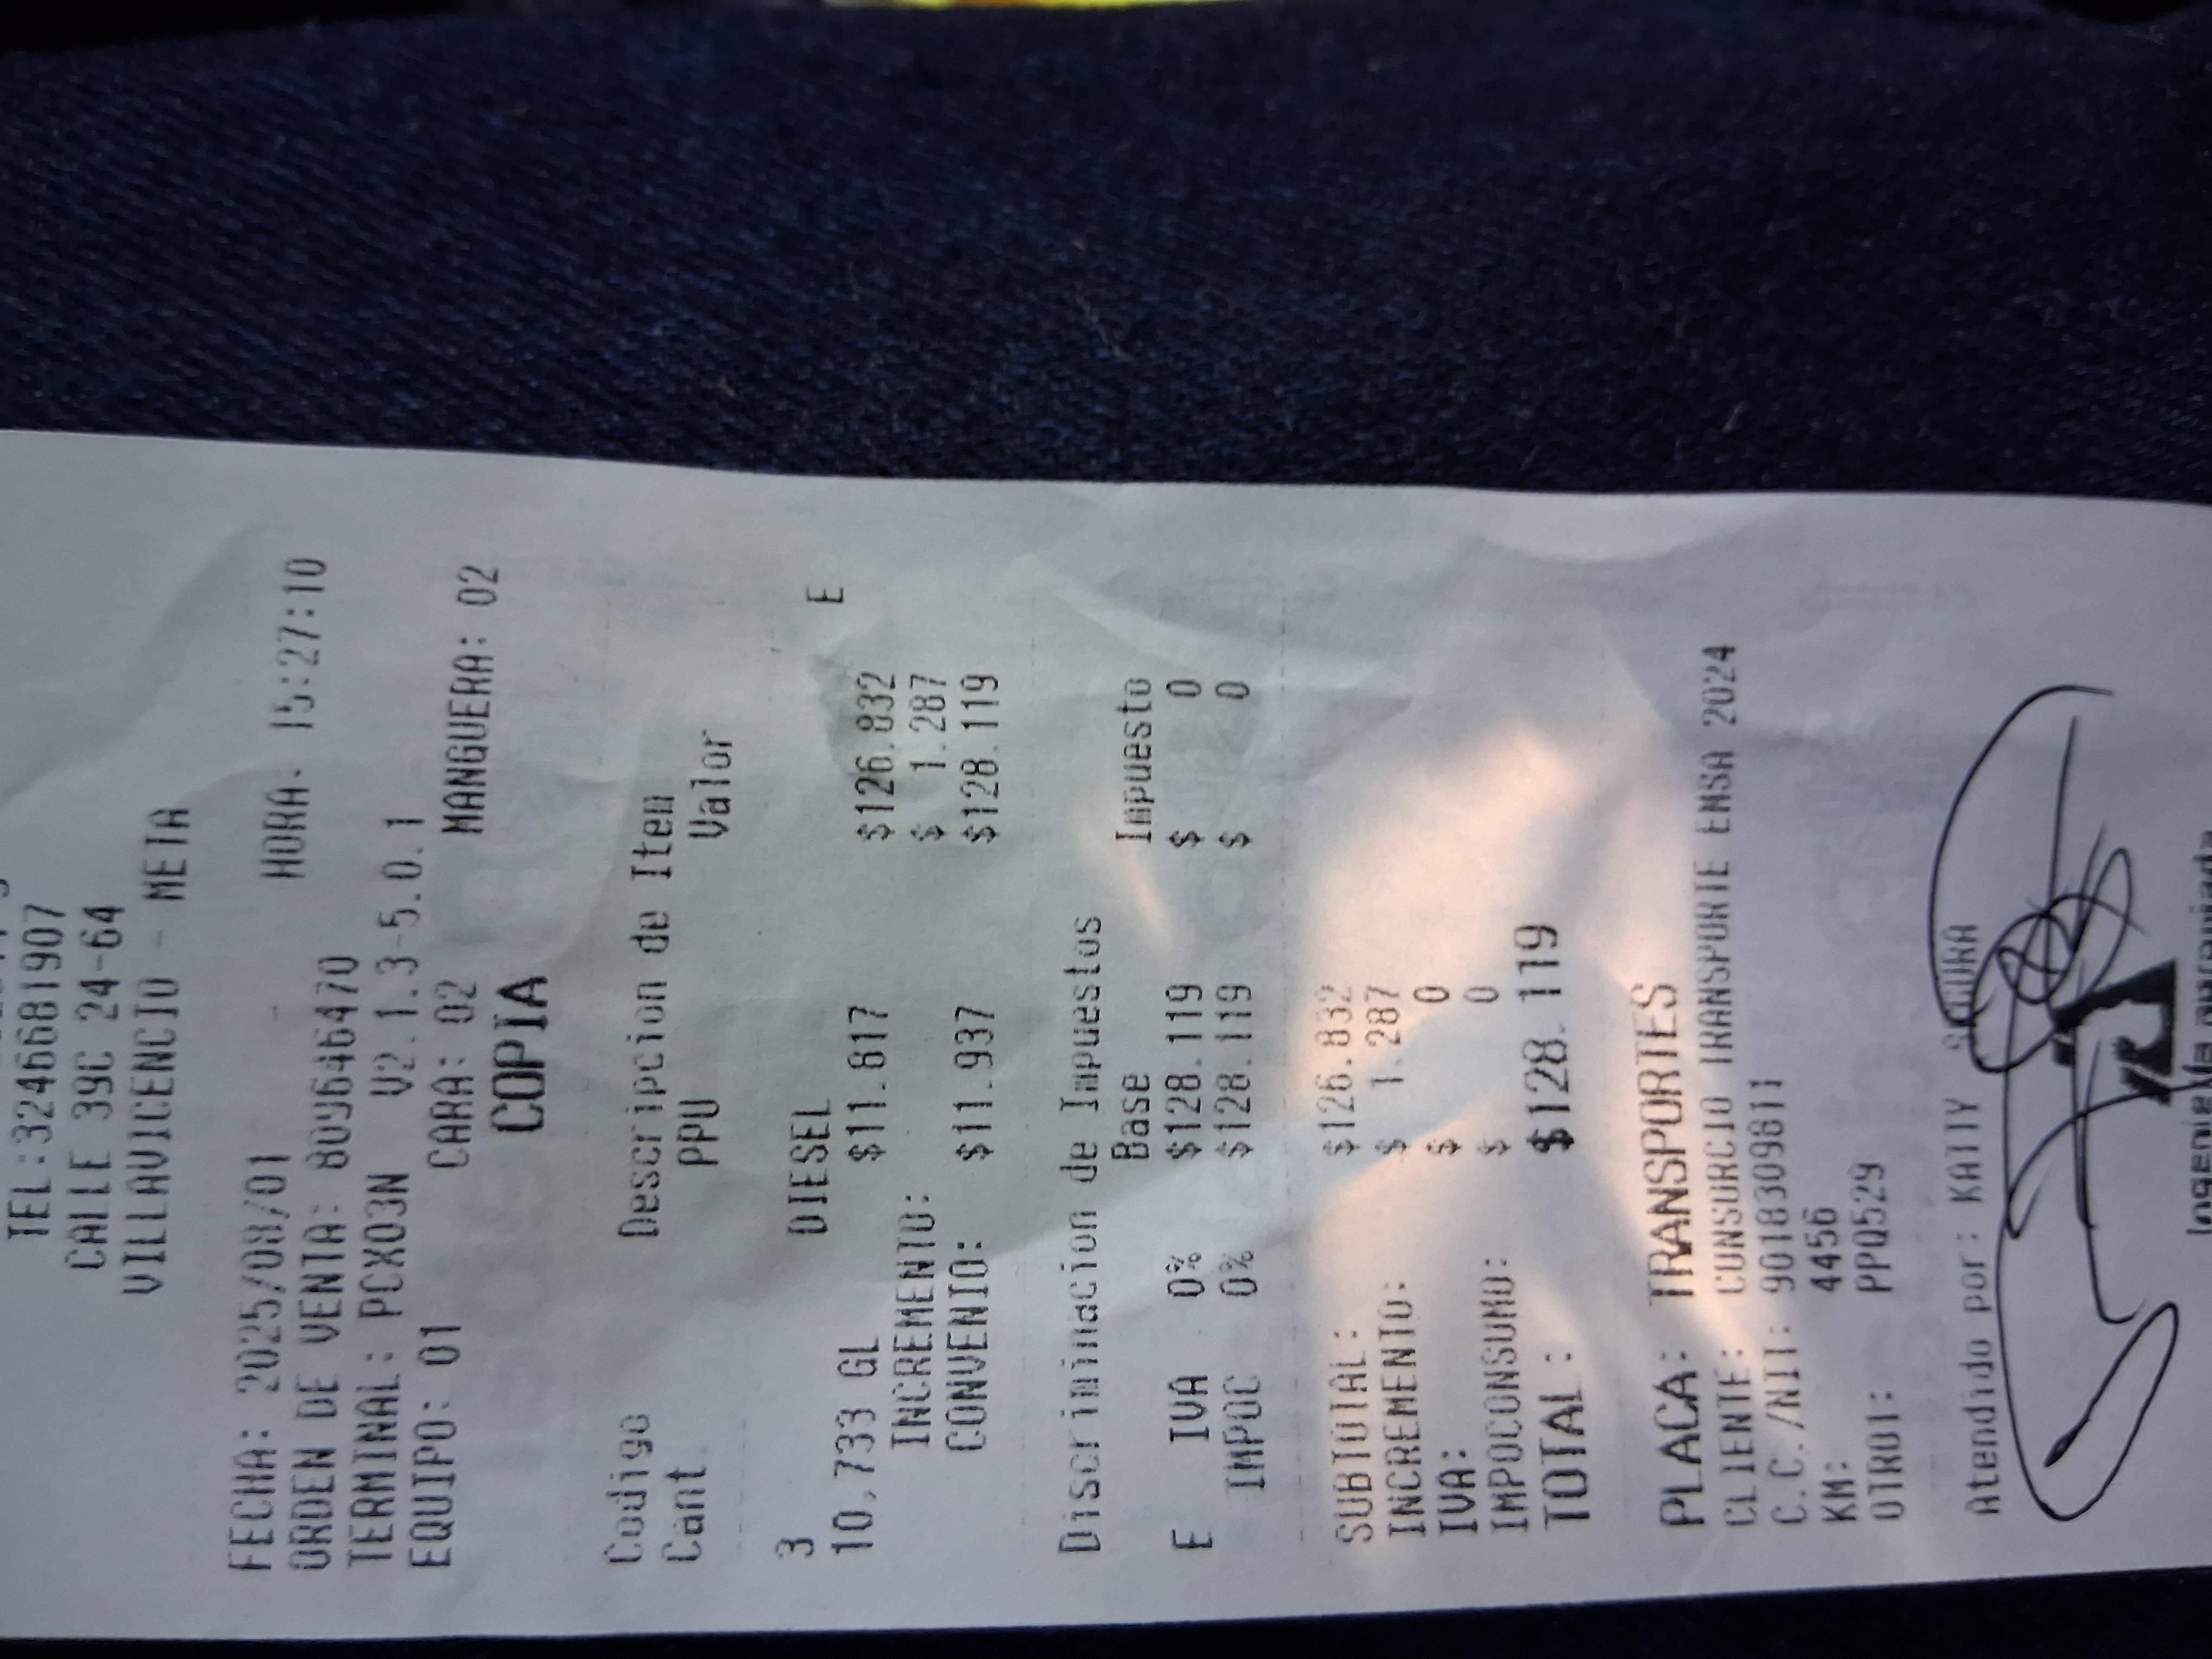 TEL:3246681907
CALLE 39C 24-64
VILLAVICENCIO - META
FECHA: 2025/08/01 HORA: 15:27:10
ORDEN DE VENTA: 809646470
TERMINAL: PCX03N V2.1.3-5.0.1
EQUIPO: 01 CARA: 02 MANGUERA: 02
COPIA
Codigo Descripcion de Item
Cant PPU Valor
3 DIESEL E
10,733 GL $11.817 $126.832
INCREMENTO: $ 1.287
CONVENIO: $11.937 $128.119
Discriminacion de Impuestos
Base Impuesto
E IVA 0% $128.119 $ 0
IMPOC 0% $128.119 $ 0
SUBTOTAL: $126.832
INCREMENTO: $ 1.287
IVA: $ 0
IMPOCONSUMO: $ 0
TOTAL: $128.119
PLACA: TRANSPORTES
CLIENTE: CONSORCIO TRANSPORTE ENSA 2024
C.C./NIT: 9018309811
KM: 4456
OTRO1: PPQ529
Atendido por: KATTY